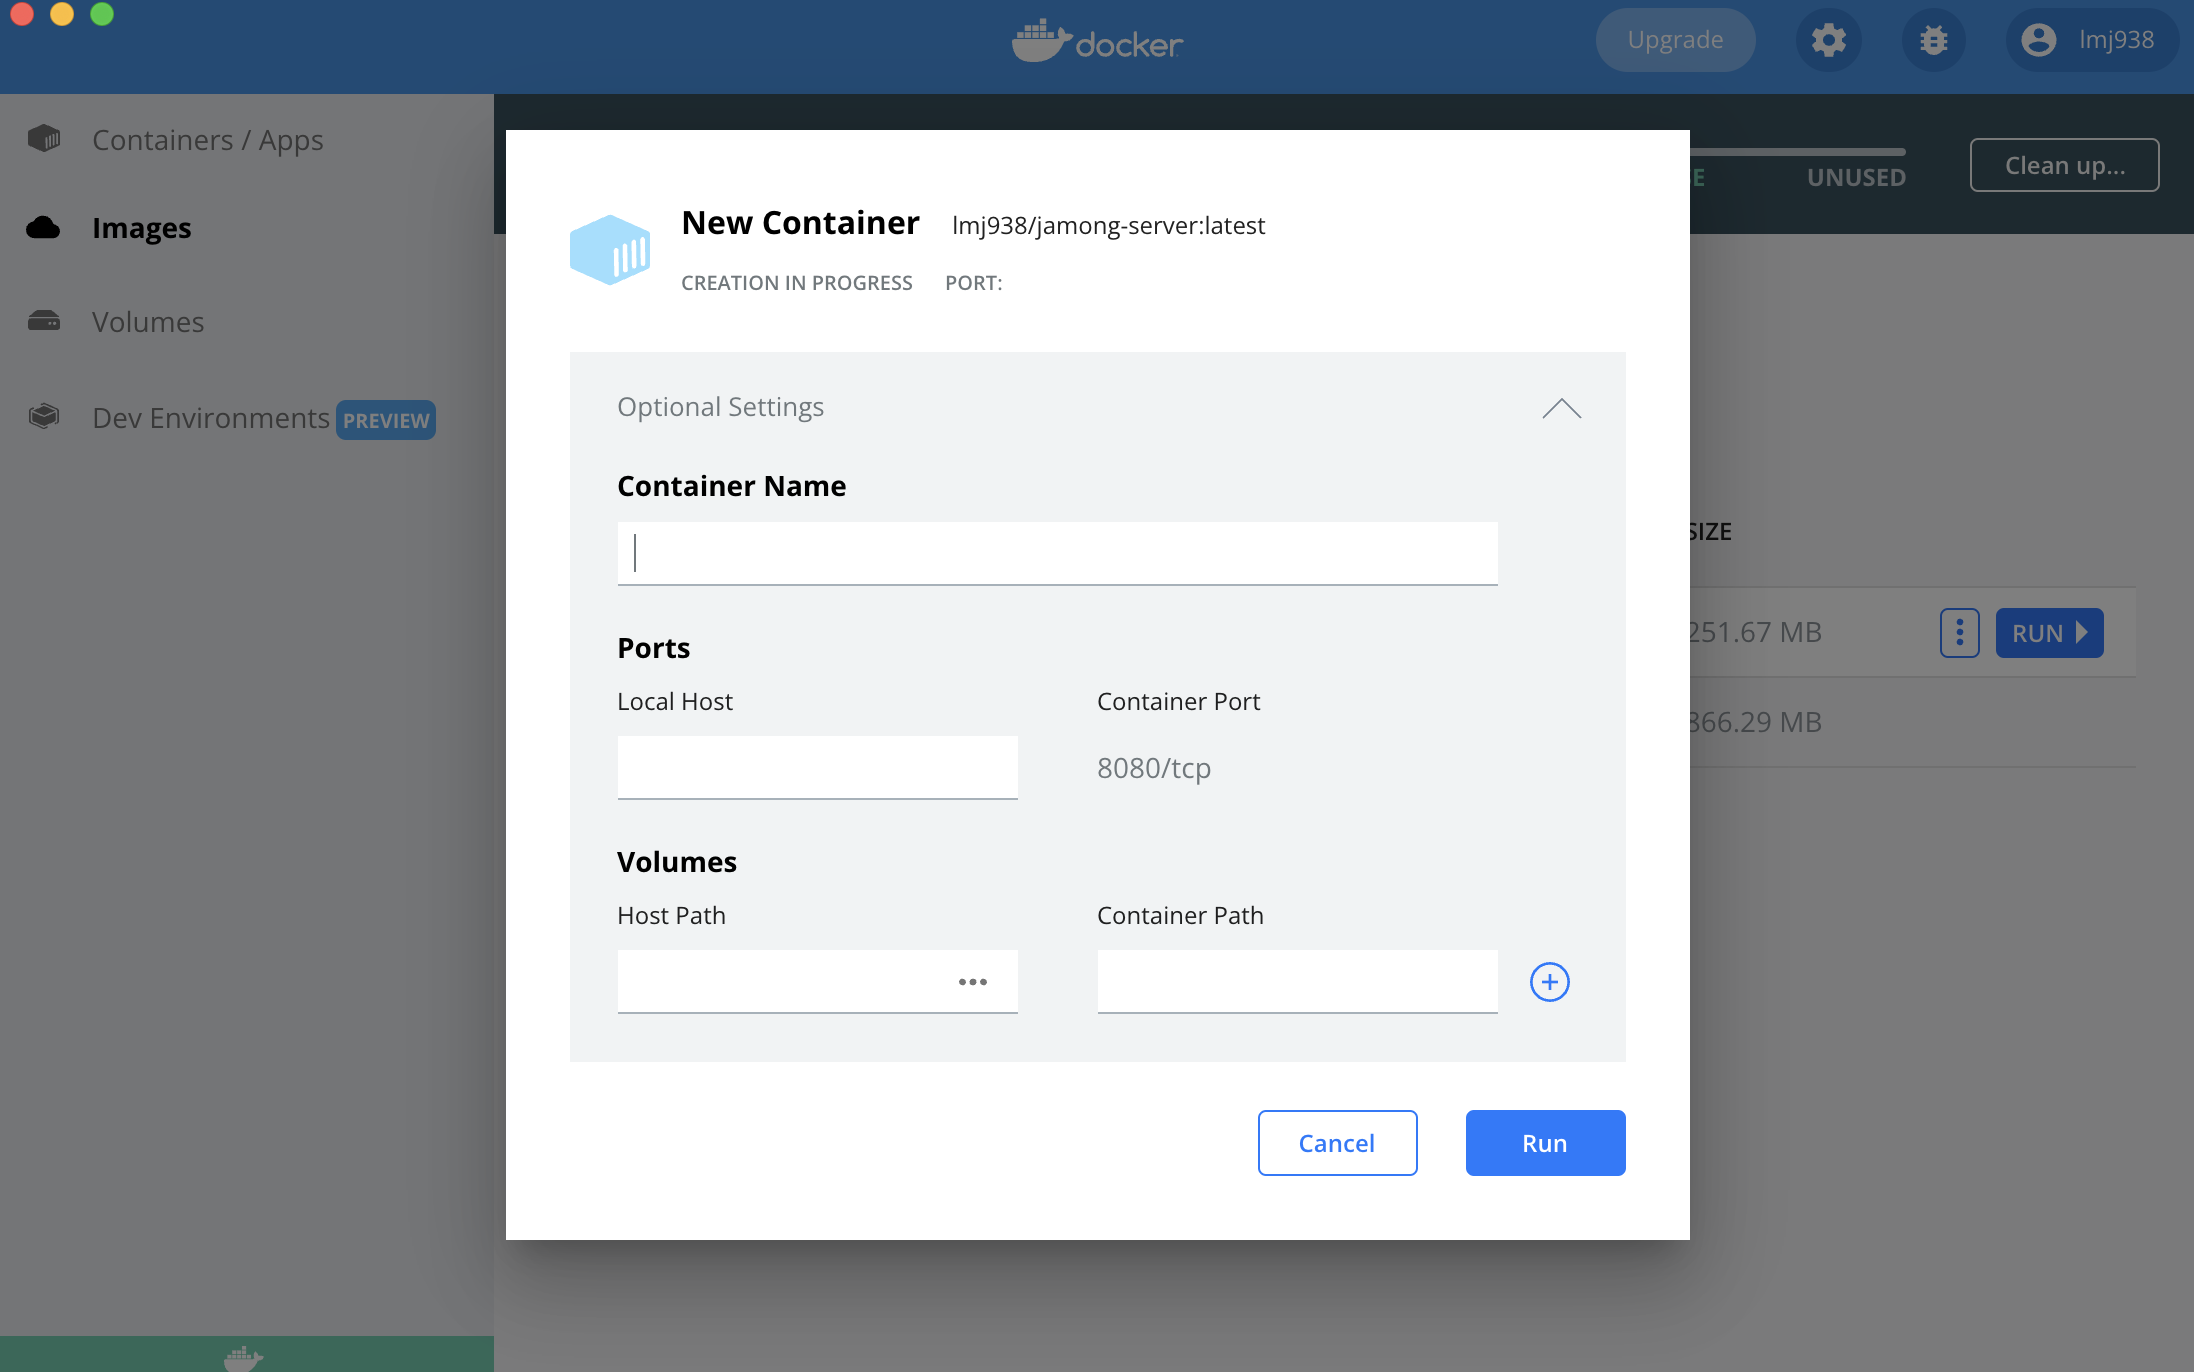 docker
Upgrade
lmj938
Containers / Apps
Images
Volumes
Dev Environments PREVIEW
UNUSED
Clean up...
New Container lmj938/jamong-server:latest
CREATION IN PROGRESS PORT:
Optional Settings
Container Name
Ports
Local Host Container Port
8080/tcp
Volumes
Host Path Container Path
Cancel Run
SIZE
251.67 MB RUN
366.29 MB